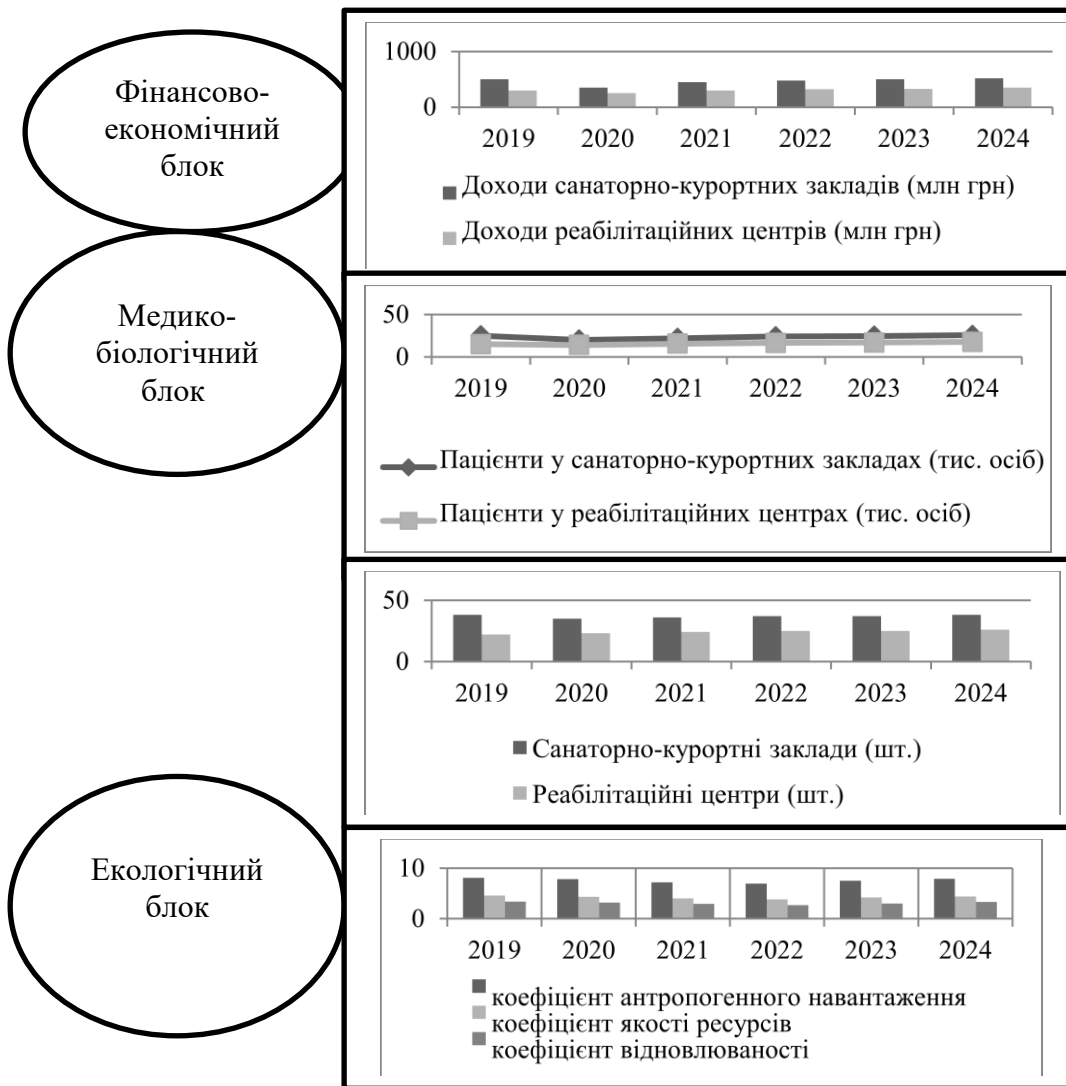 Фінансово-
економічний
блок
1000
0
2019 2020 2021 2022 2023 2024
Доходи санаторно-курортних закладів (млн грн)
Доходи реабілітаційних центрів (млн грн)
Медико-
біологічний
блок
50
0
2019 2020 2021 2022 2023 2024
Пацієнти у санаторно-курортних закладах (тис. осіб)
Пацієнти у реабілітаційних центрах (тис. осіб)
50
0
2019 2020 2021 2022 2023 2024
Санаторно-курортні заклади (шт.)
Реабілітаційні центри (шт.)
Екологічний
блок
10
0
2019 2020 2021 2022 2023 2024
коефіцієнт антропогенного навантаження
коефіцієнт якості ресурсів
коефіцієнт відновлюваності